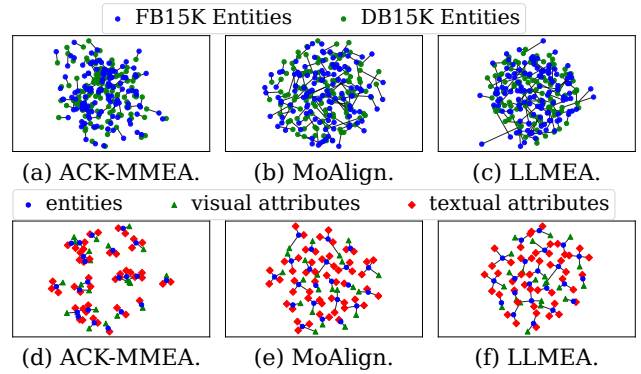 FB15K Entities DB15K Entities
(a) ACK-MMEA. (b) MoAlign. (c) LLMEA.
entities visual attributes textual attributes
(d) ACK-MMEA. (e) MoAlign. (f) LLMEA.